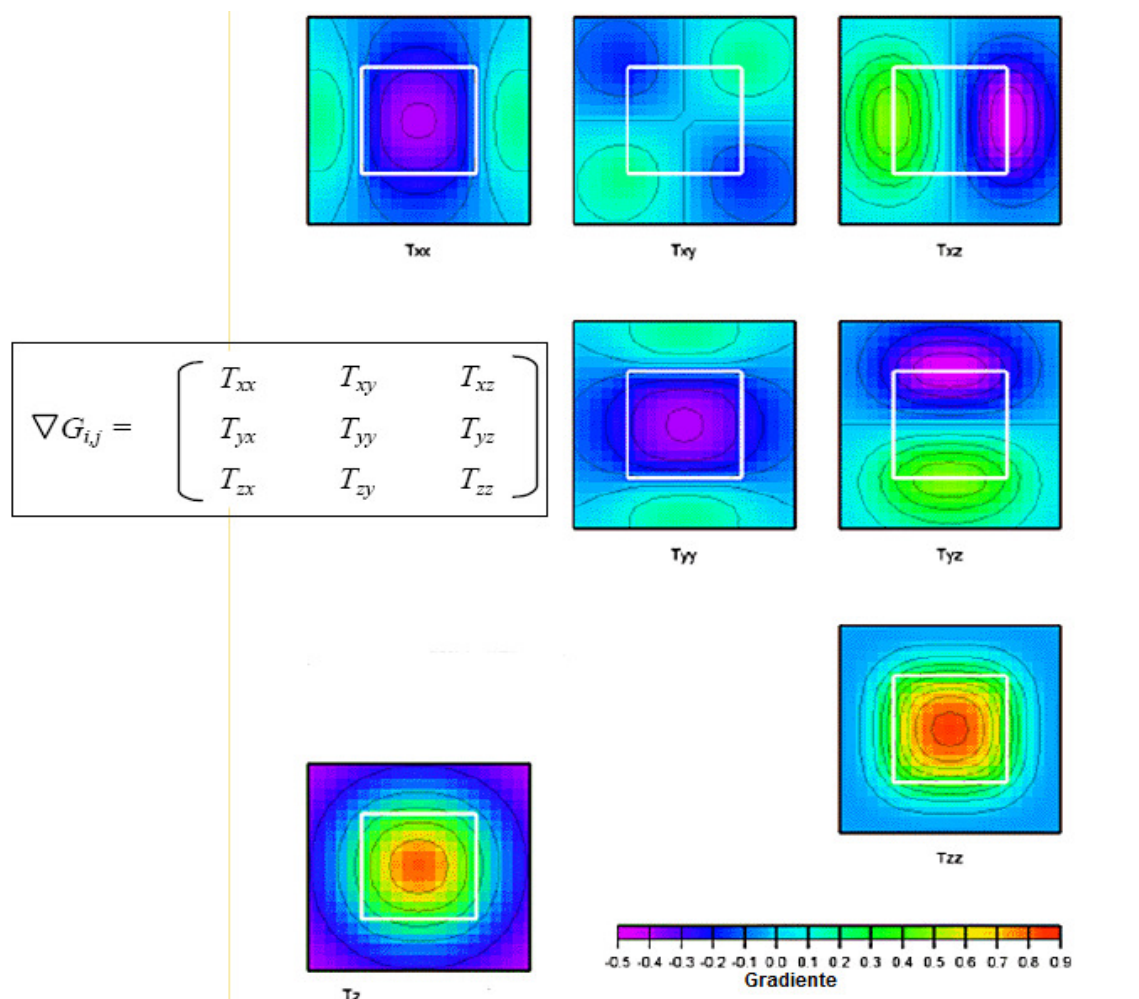 Txx Txy Txz
∇G_{i,j} =
T_{xx} T_{xy} T_{xz}
T_{yx} T_{yy} T_{yz}
T_{zx} T_{zy} T_{zz}
Tyy Tyz
Tzz
-0.5 -0.4 -0.3 -0.2 -0.1 0.0 0.1 0.2 0.3 0.4 0.5 0.6 0.7 0.8 0.9
Gradiente
Tz